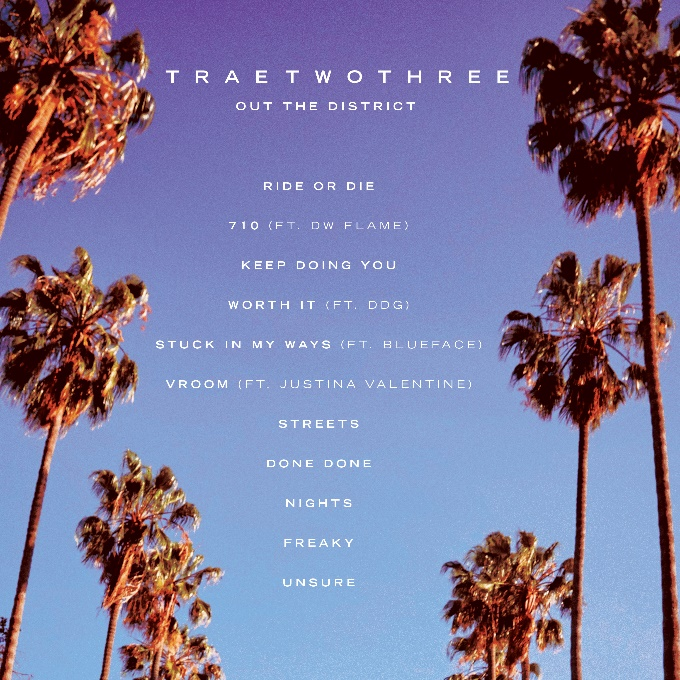 TRAETWOTHREE
OUT THE DISTRICT
RIDE OR DIE
710 (FT. DW FLAME)
KEEP DOING YOU
WORTH IT (FT. DDG)
STUCK IN MY WAYS (FT. BLUEFACE)
VROOM (FT. JUSTINA VALENTINE)
STREETS
DONE DONE
NIGHTS
FREAKY
UNSURE